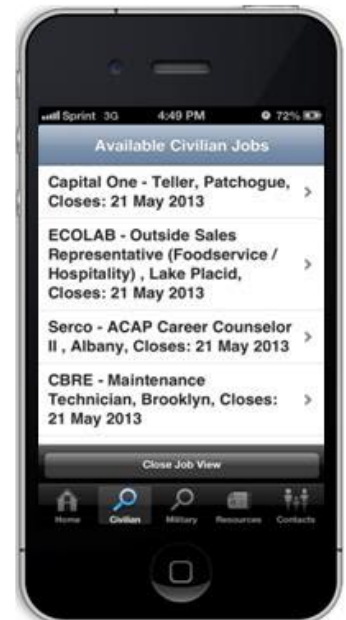 Sprint 3G 4:49 PM 72%
Available Civilian Jobs
Capital One - Teller, Patchogue,
Closes: 21 May 2013
ECOLAB - Outside Sales
Representative (Foodservice /
Hospitality) , Lake Placid,
Closes: 21 May 2013
Serco - ACAP Career Counselor
II , Albany, Closes: 21 May 2013
CBRE - Maintenance
Technician, Brooklyn, Closes:
21 May 2013
Close Job View
Home Civilian Military Resources Contacts